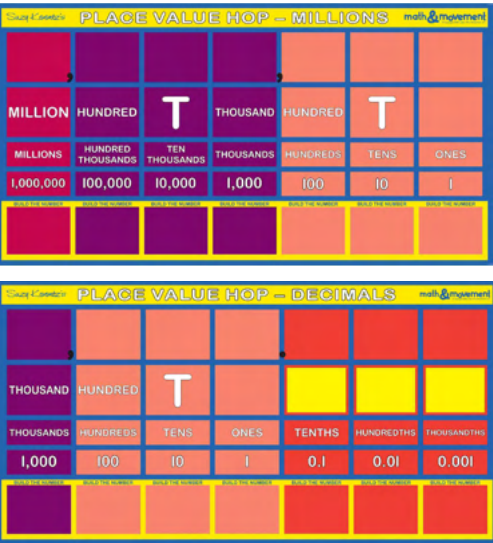 Suzy Koontz's PLACE VALUE HOP – MILLIONS math & movement
, ,
MILLION HUNDRED T THOUSAND HUNDRED T
MILLIONS HUNDRED THOUSANDS TEN THOUSANDS THOUSANDS HUNDREDS TENS ONES
1,000,000 100,000 10,000 1,000 100 10 1
BUILD THE NUMBER BUILD THE NUMBER BUILD THE NUMBER BUILD THE NUMBER BUILD THE NUMBER BUILD THE NUMBER BUILD THE NUMBER
Suzy Koontz's PLACE VALUE HOP – DECIMALS math & movement
, .
THOUSAND HUNDRED T
THOUSANDS HUNDREDS TENS ONES TENTHS HUNDREDTHS THOUSANDTHS
1,000 100 10 1 0.1 0.01 0.001
BUILD THE NUMBER BUILD THE NUMBER BUILD THE NUMBER BUILD THE NUMBER BUILD THE NUMBER BUILD THE NUMBER BUILD THE NUMBER